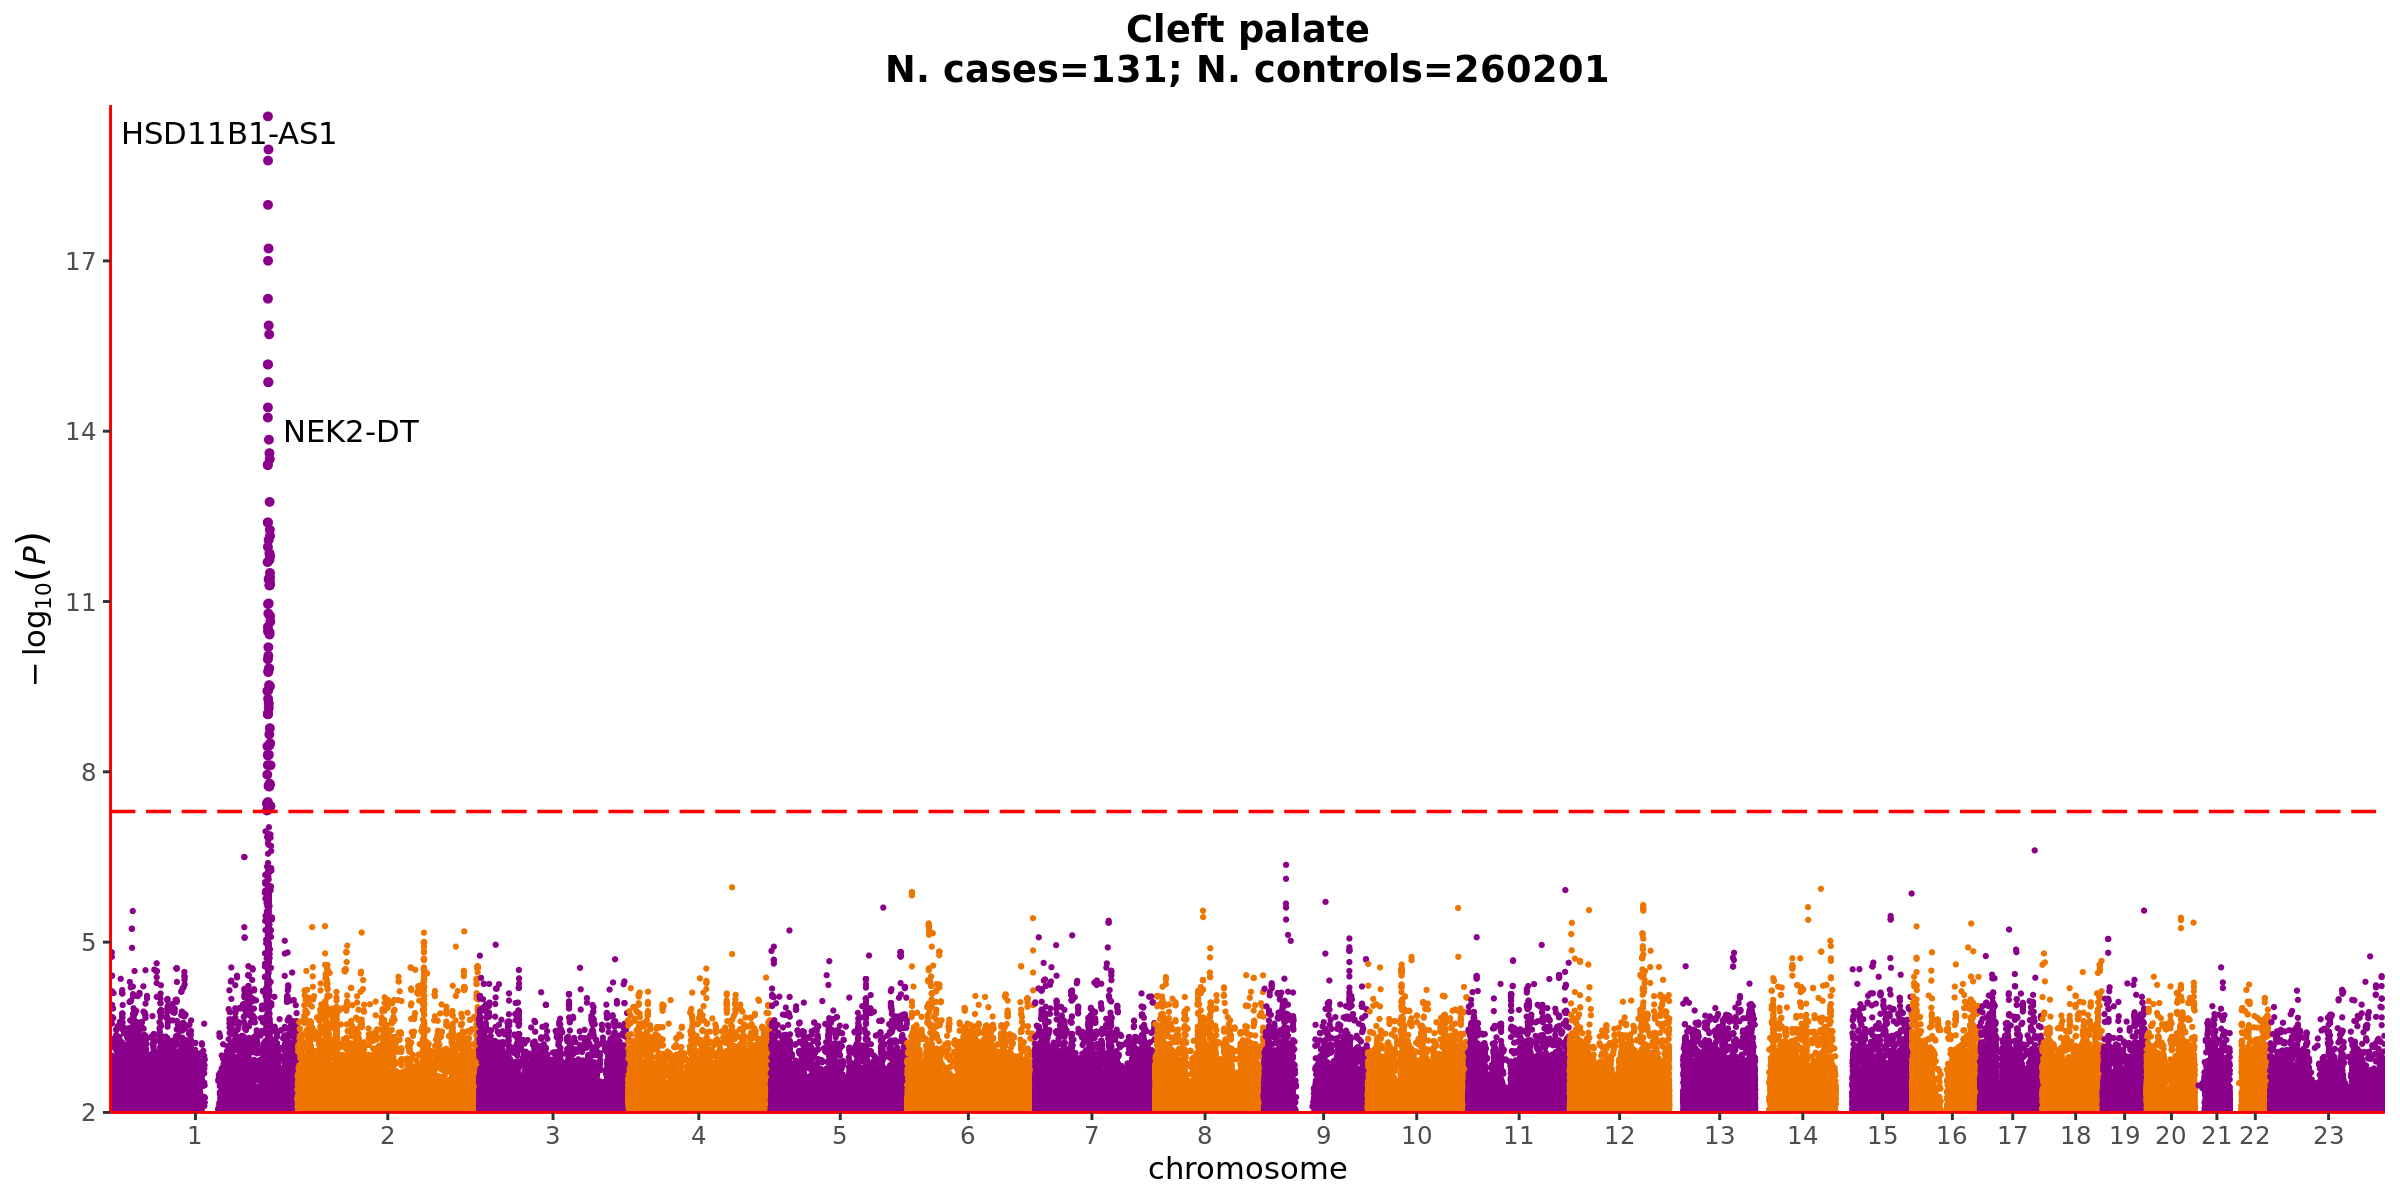 Cleft palate
N. cases=131; N. controls=260201
HSD11B1-AS1
17
14
NEK2-DT
11
8
5
2
− log10(P)
1 2 3 4 5 6 7 8 9 10 11 12 13 14 15 16 17 18 19 20 21 22 23
chromosome